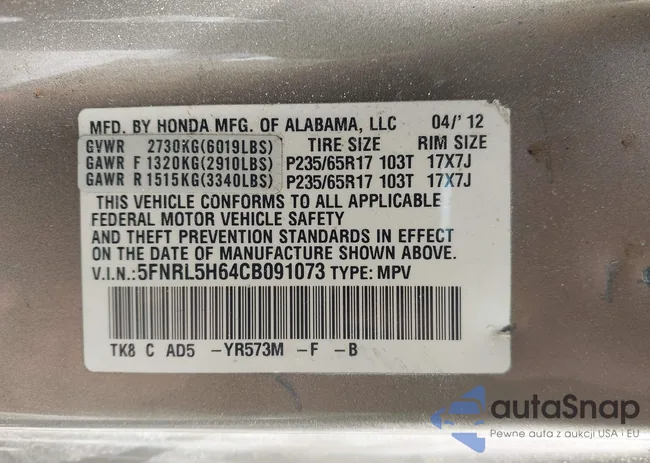 MFD. BY HONDA MFG. OF ALABAMA, LLC 04/'12
GVWR 2730KG(6019LBS) TIRE SIZE RIM SIZE
GAWR F 1320KG(2910LBS) P235/65R17 103T 17X7J
GAWR R 1515KG(3340LBS) P235/65R17 103T 17X7J
THIS VEHICLE CONFORMS TO ALL APPLICABLE
FEDERAL MOTOR VEHICLE SAFETY
AND THEFT PREVENTION STANDARDS IN EFFECT
ON THE DATE OF MANUFACTURE SHOWN ABOVE.
V.I.N.:5FNRL5H64CB091073 TYPE: MPV
TK8 C AD5 -YR573M -F -B
autaSnap
Pewne auta z aukcji USA i EU